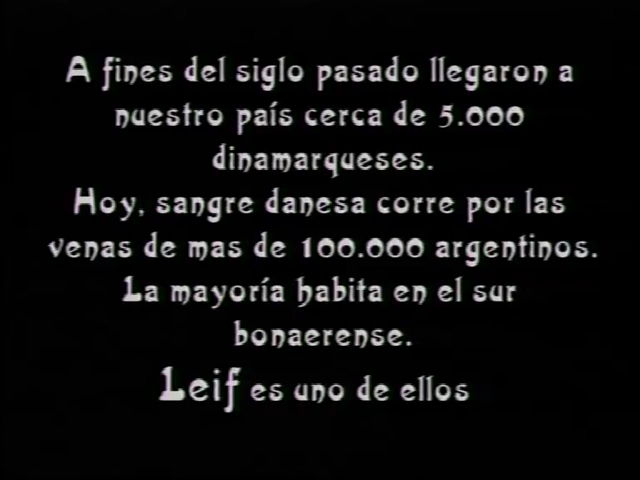 A fines del siglo pasado llegaron a
nuestro país cerca de 5.000
dinamarqueses.
Hoy, sangre danesa corre por las
venas de mas de 100.000 argentinos.
La mayoría habita en el sur
bonaerense.
Leif es uno de ellos